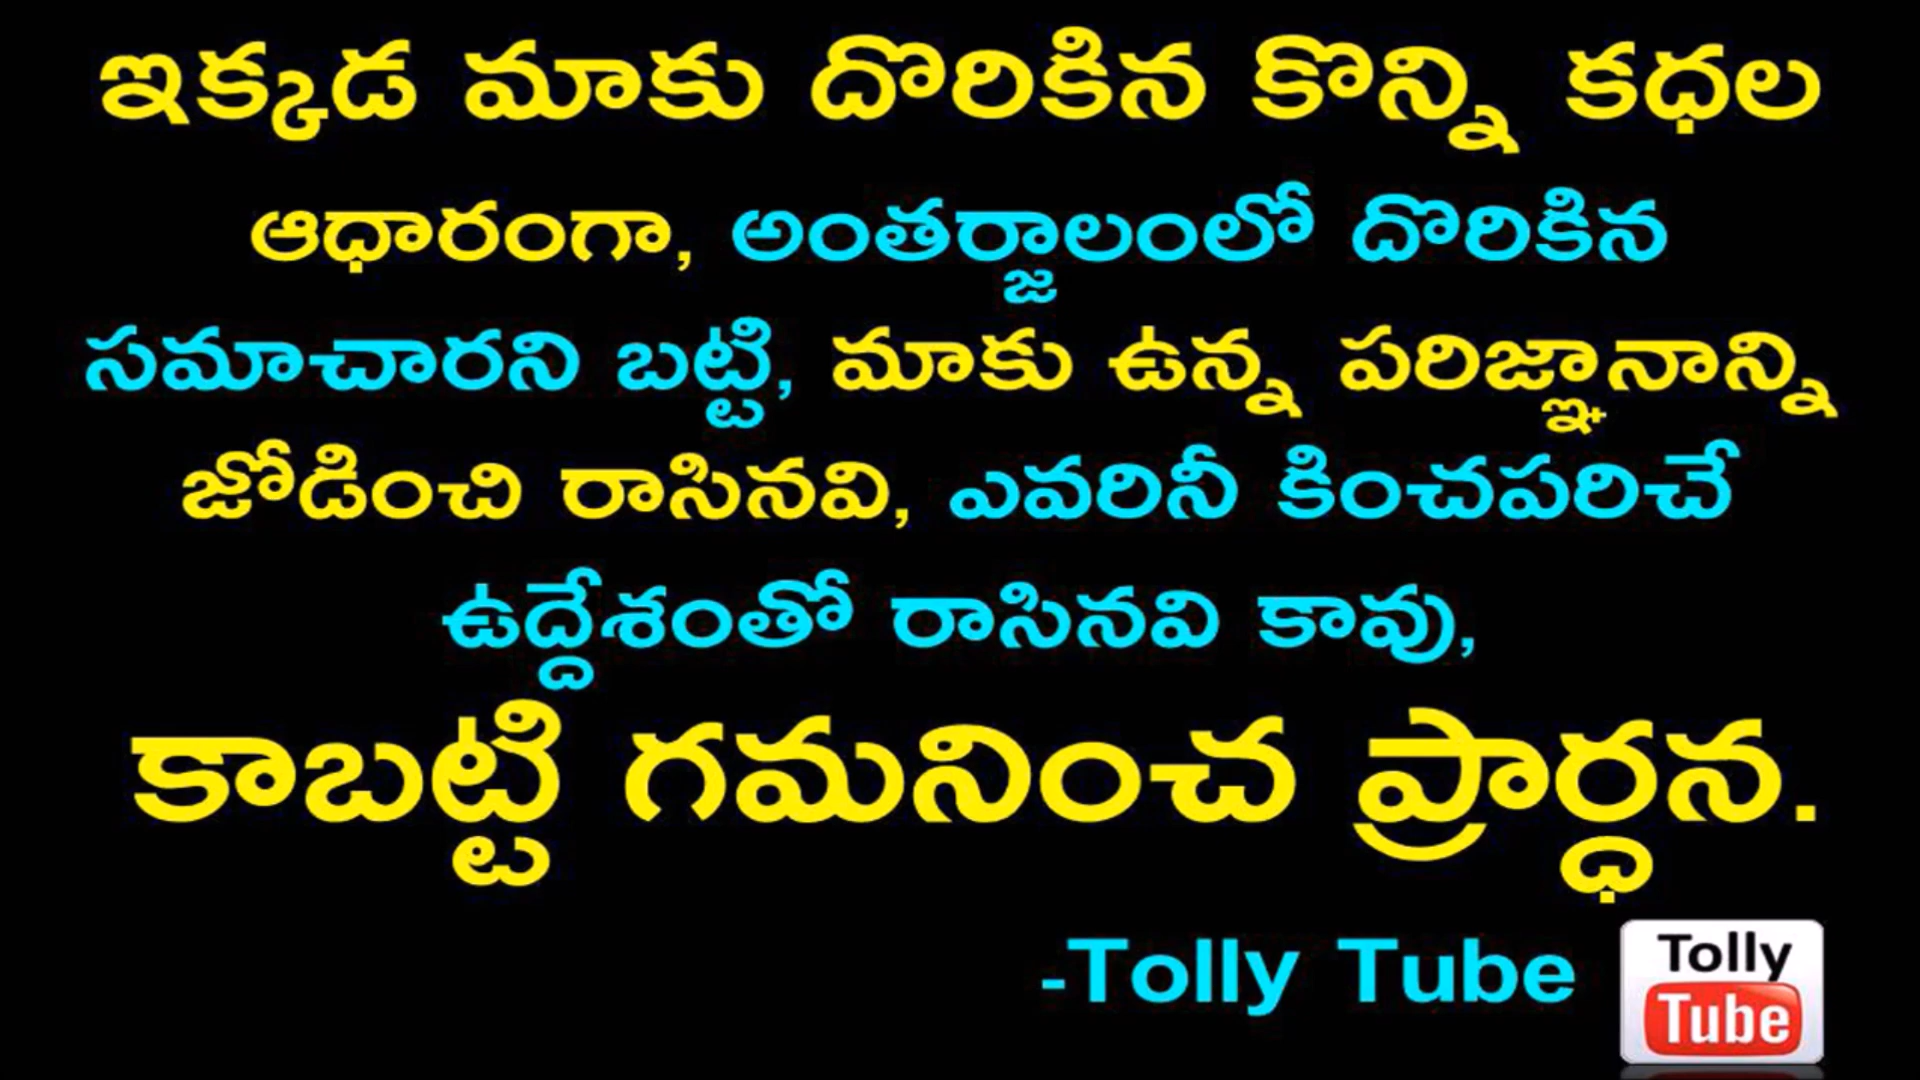 ఇక్కడ మాకు దొరికిన కొన్ని కధల
ఆధారంగా, అంతర్జాలంలో దొరికిన
సమాచారని బట్టి, మాకు ఉన్న పరిజ్ఞానాన్ని
జోడించి రాసినవి, ఎవరినీ కించపరిచే
ఉద్దేశంతో రాసినవి కావు,
కాబట్టి గమనించ ప్రార్ధన.
-Tolly Tube
Tolly
Tube